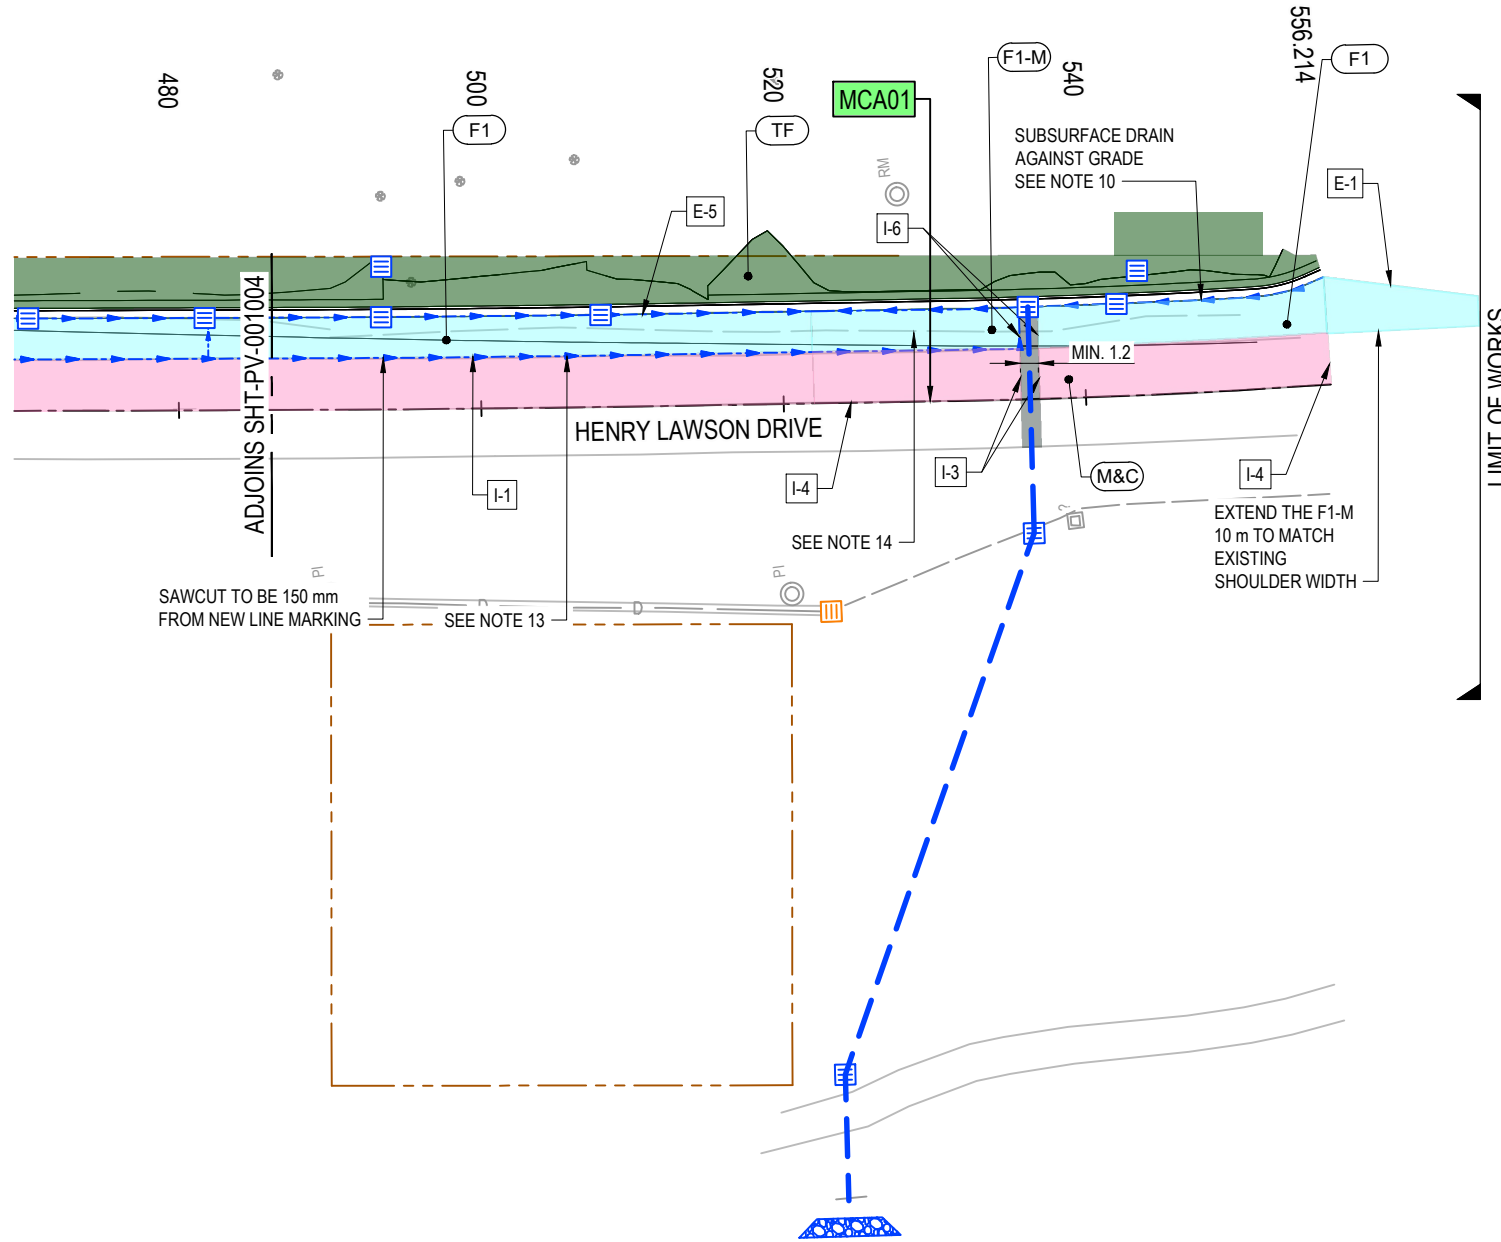 480
500
520
540
556.214
F1
TF
MCA01
F1-M
F1
SUBSURFACE DRAIN
AGAINST GRADE
SEE NOTE 10
E-1
RM
E-5
I-6
ADJOINS SHT-PV-001004
MIN. 1.2
LIMIT OF WORKS
HENRY LAWSON DRIVE
I-1
I-4
I-3
M&C
I-4
SEE NOTE 14
EXTEND THE F1-M
10 m TO MATCH
EXISTING
SHOULDER WIDTH
?
PI
PI
SAWCUT TO BE 150 mm
FROM NEW LINE MARKING
SEE NOTE 13
D
D